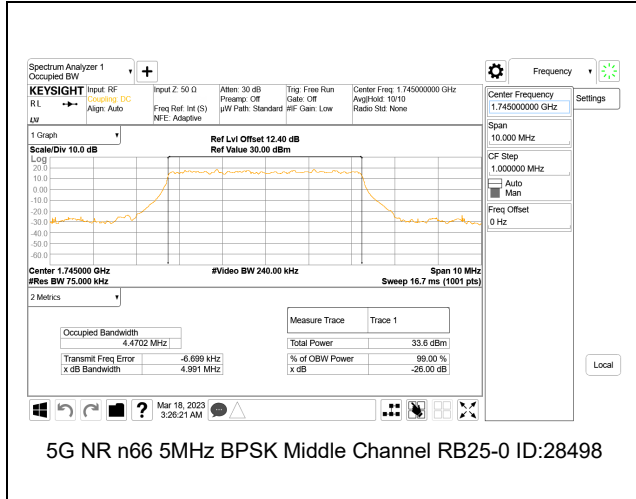 Spectrum Analyzer 1
Occupied BW
Frequency
KEYSIGHT
Input: RF
Coupling: DC
Align: Auto
Input Z: 50 Ω
Freq Ref: Int (S)
NFE: Adaptive
Atten: 30 dB
Preamp: Off
µW Path: Standard
Trig: Free Run
Gate: Off
#IF Gain: Low
Center Freq: 1.745000000 GHz
Avg|Hold: 10/10
Radio Std: None
RL
LXI
Center Frequency
1.745000000 GHz
Settings
Span
10.000 MHz
CF Step
1.000000 MHz
Auto
Man
Freq Offset
0 Hz
Local
1 Graph
Scale/Div 10.0 dB
Ref Lvl Offset 12.40 dB
Ref Value 30.00 dBm
Log
20.0
10.0
0.00
-10.0
-20.0
-30.0
-40.0
-50.0
-60.0
Center 1.745000 GHz
#Video BW 240.00 kHz
Span 10 MHz
#Res BW 75.000 kHz
Sweep 16.7 ms (1001 pts)
2 Metrics
Measure Trace
Trace 1
Occupied Bandwidth
4.4702 MHz
Total Power
33.6 dBm
Transmit Freq Error
-6.699 kHz
% of OBW Power
99.00 %
x dB Bandwidth
4.991 MHz
x dB
-26.00 dB
?
Mar 18, 2023
3:26:21 AM
5G NR n66 5MHz BPSK Middle Channel RB25-0 ID:28498